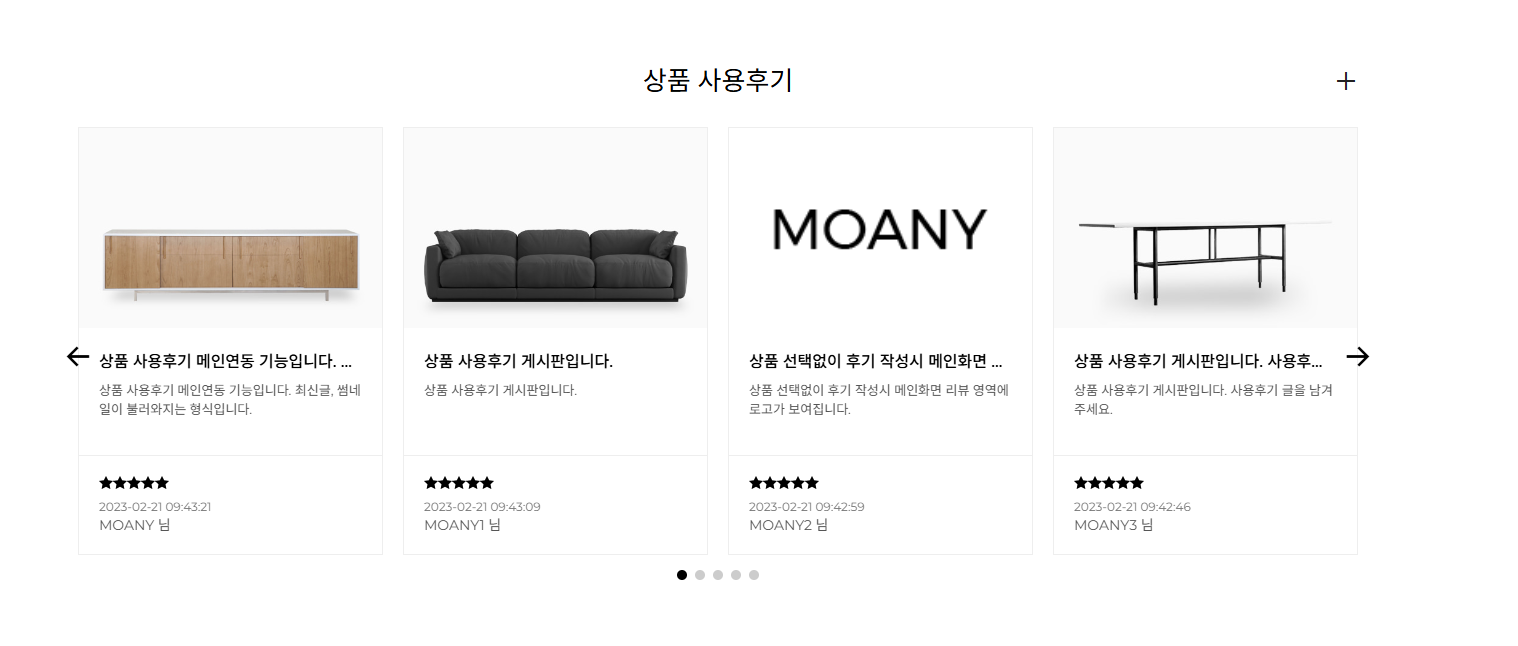 상품 사용후기
상품 사용후기 메인연동 기능입니다. ...
상품 사용후기 메인연동 기능입니다. 최신글, 썸네
일이 불러와지는 형식입니다.
★★★★★
2023-02-21 09:43:21
MOANY 님
상품 사용후기 게시판입니다.
상품 사용후기 게시판입니다.
★★★★★
2023-02-21 09:43:09
MOANY1 님
MOANY
상품 선택없이 후기 작성시 메인화면 ...
상품 선택없이 후기 작성시 메인화면 리뷰 영역에
로고가 보여집니다.
★★★★★
2023-02-21 09:42:59
MOANY2 님
상품 사용후기 게시판입니다. 사용후...
상품 사용후기 게시판입니다. 사용후기 글을 남겨
주세요.
★★★★★
2023-02-21 09:42:46
MOANY3 님